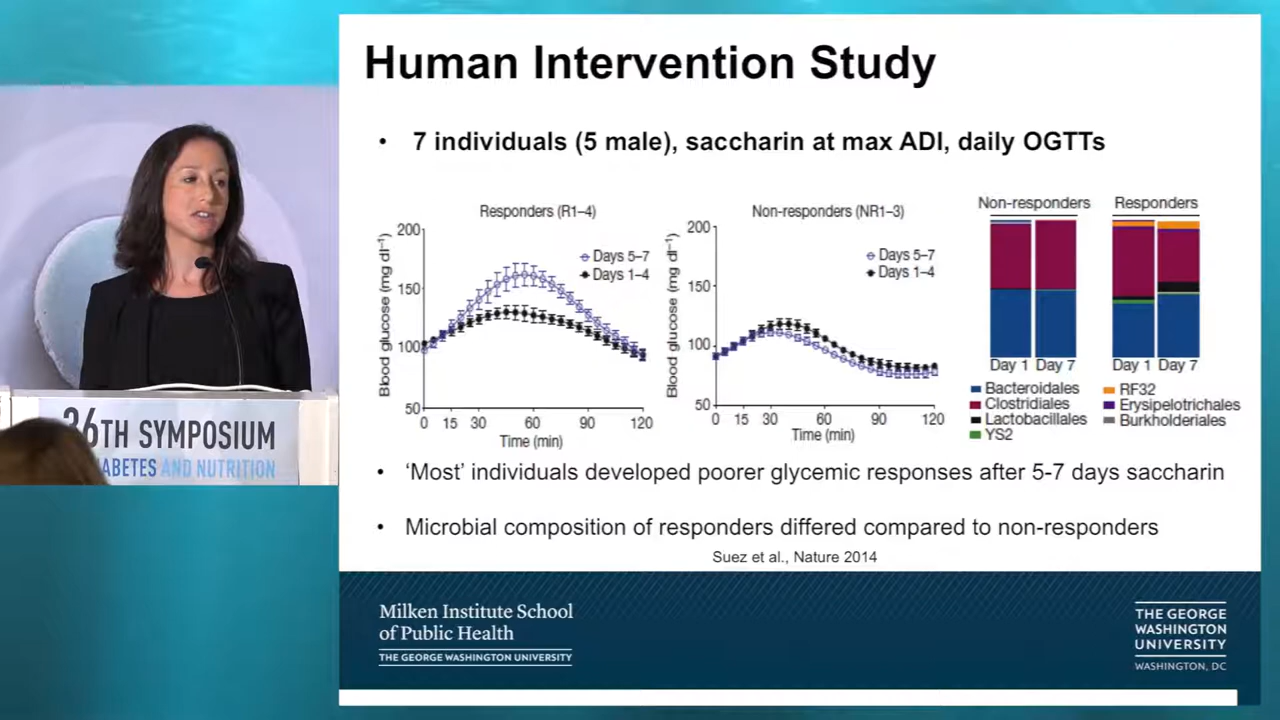 Human Intervention Study
• 7 individuals (5 male), saccharin at max ADI, daily OGTTs
Responders (R1–4)
Blood glucose (mg dl⁻¹)
200
150
100
50
Days 5–7
Days 1–4
0 15 30 60 90 120
Time (min)
Non-responders (NR1–3)
Blood glucose (mg dl⁻¹)
200
150
100
50
Days 5–7
Days 1–4
0 15 30 60 90 120
Time (min)
Non-responders Responders
Day 1 Day 7 Day 1 Day 7
Bacteroidales
Clostridiales
Lactobacillales
YS2
RF32
Erysipelotrichales
Burkholderiales
• ‘Most’ individuals developed poorer glycemic responses after 5-7 days saccharin
• Microbial composition of responders differed compared to non-responders
Suez et al., Nature 2014
Milken Institute School
of Public Health
THE GEORGE WASHINGTON UNIVERSITY
THE GEORGE
WASHINGTON
UNIVERSITY
WASHINGTON, DC
6TH SYMPOSIUM
ABETES AND NUTRITION